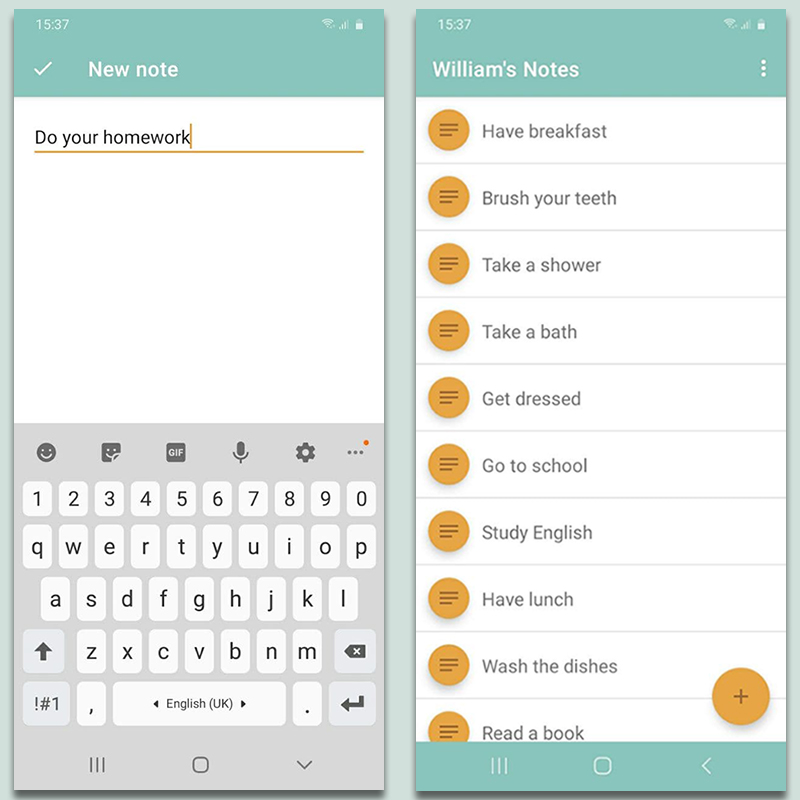 15:37
New note
Do your homework
GIF
1 2 3 4 5 6 7 8 9 0
q w e r t y u i o p
a s d f g h j k l
z x c v b n m
!#1 , English (UK) .
15:37
William's Notes
Have breakfast
Brush your teeth
Take a shower
Take a bath
Get dressed
Go to school
Study English
Have lunch
Wash the dishes
Read a book